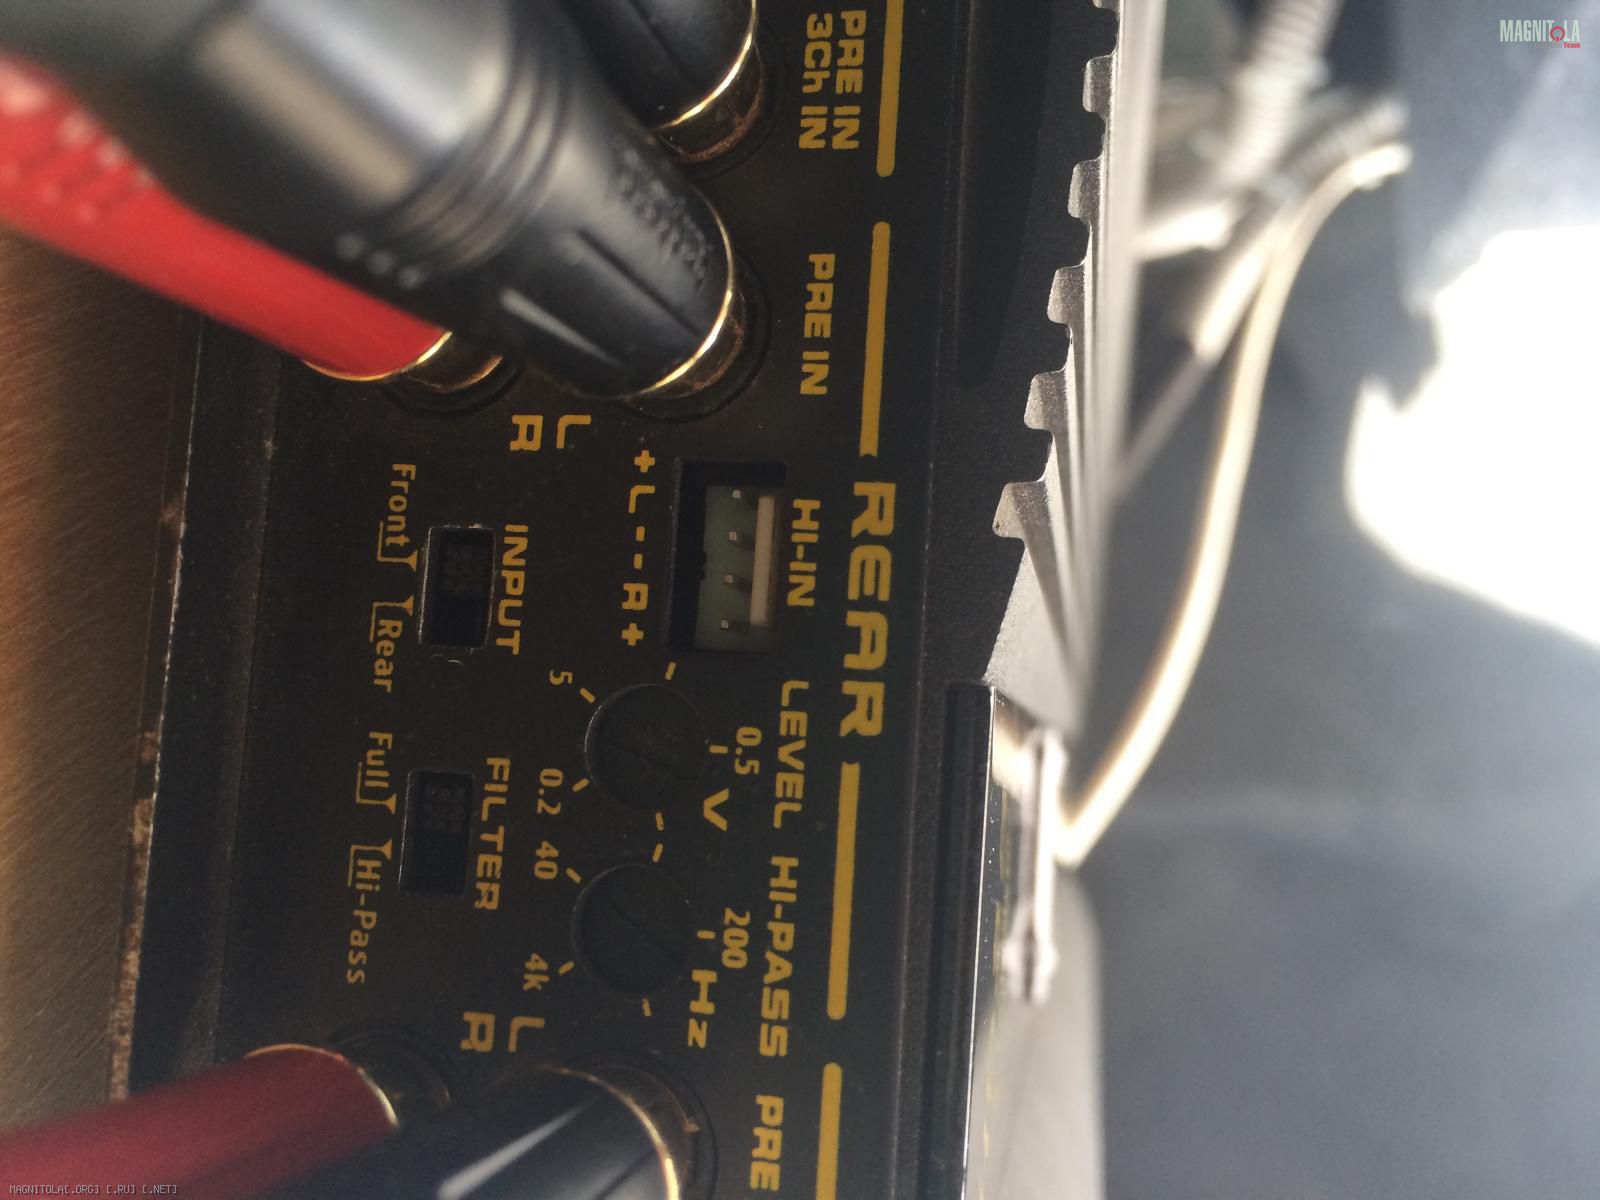 MAGNITOLA
Team
PRE IN
3Ch IN
REAR
PRE IN
HI-IN
LEVEL
HI-PASS
PRE
+ L - - R +
0.5
V
200
Hz
L
R
5
0.2
40
4k
L
R
INPUT
FILTER
Front
Rear
Full
Hi-Pass
MAGNITOLA[.ORG] [.RU] [.NET]